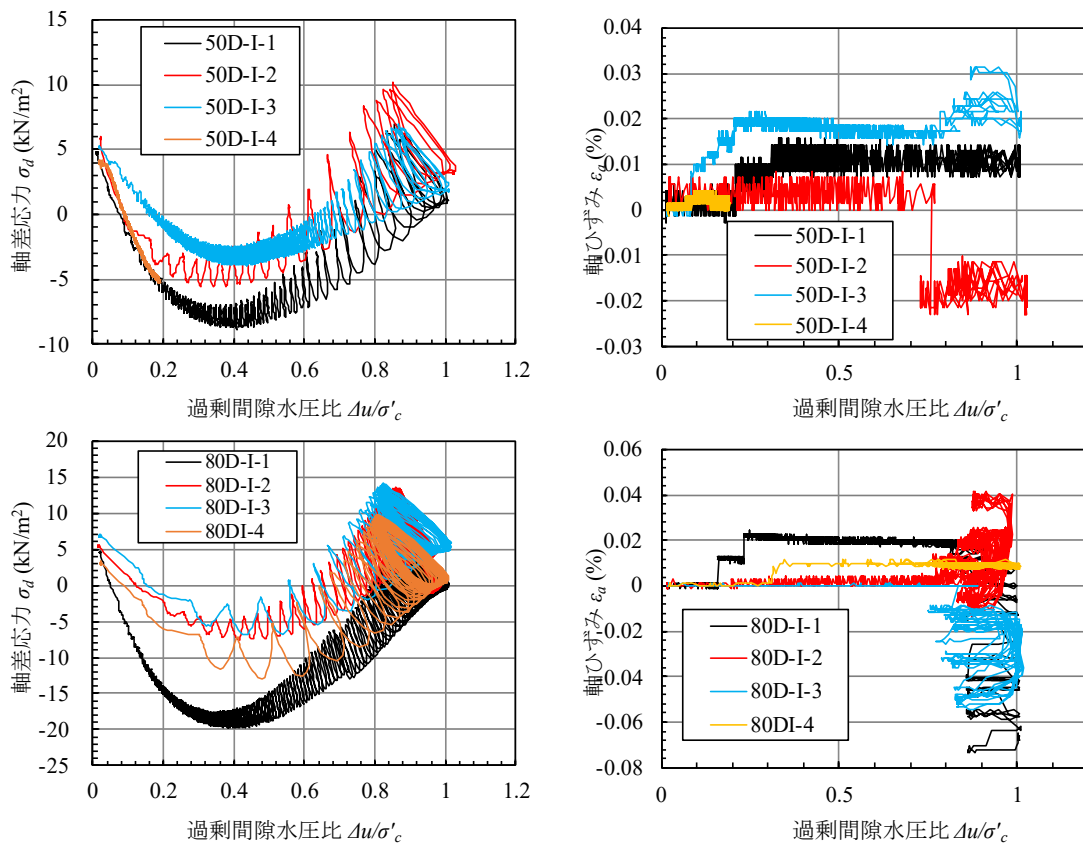 15
10
5
0
-5
-10
0
0.2
0.4
0.6
0.8
1
1.2
軸差応力 σd (kN/m²)
過剰間隙水圧比 Δu/σ'c
50D-I-1
50D-I-2
50D-I-3
50D-I-4
0.04
0.03
0.02
0.01
0
-0.01
-0.02
-0.03
0
0.5
1
軸ひずみ εa (%)
過剰間隙水圧比 Δu/σ'c
50D-I-1
50D-I-2
50D-I-3
50D-I-4
20
15
10
5
0
-5
-10
-15
-20
-25
0
0.2
0.4
0.6
0.8
1
1.2
軸差応力 σd (kN/m²)
過剰間隙水圧比 Δu/σ'c
80D-I-1
80D-I-2
80D-I-3
80DI-4
0.06
0.04
0.02
0
-0.02
-0.04
-0.06
-0.08
0
0.5
1
軸ひずみ εa (%)
過剰間隙水圧比 Δu/σ'c
80D-I-1
80D-I-2
80D-I-3
80DI-4